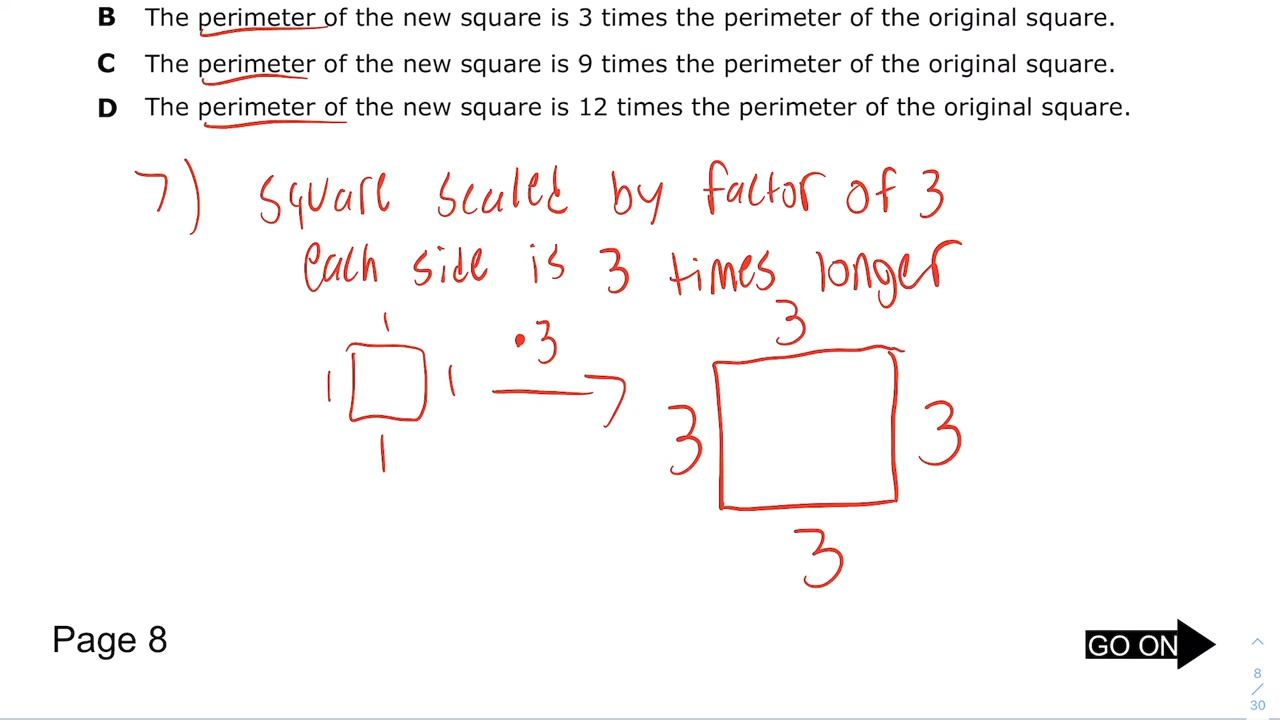 B The perimeter of the new square is 3 times the perimeter of the original square.
C The perimeter of the new square is 9 times the perimeter of the original square.
D The perimeter of the new square is 12 times the perimeter of the original square.
7) square scaled by factor of 3
each side is 3 times longer
1
3
•3
1
1
3
3
1
3
Page 8
GO ON
8
/
30